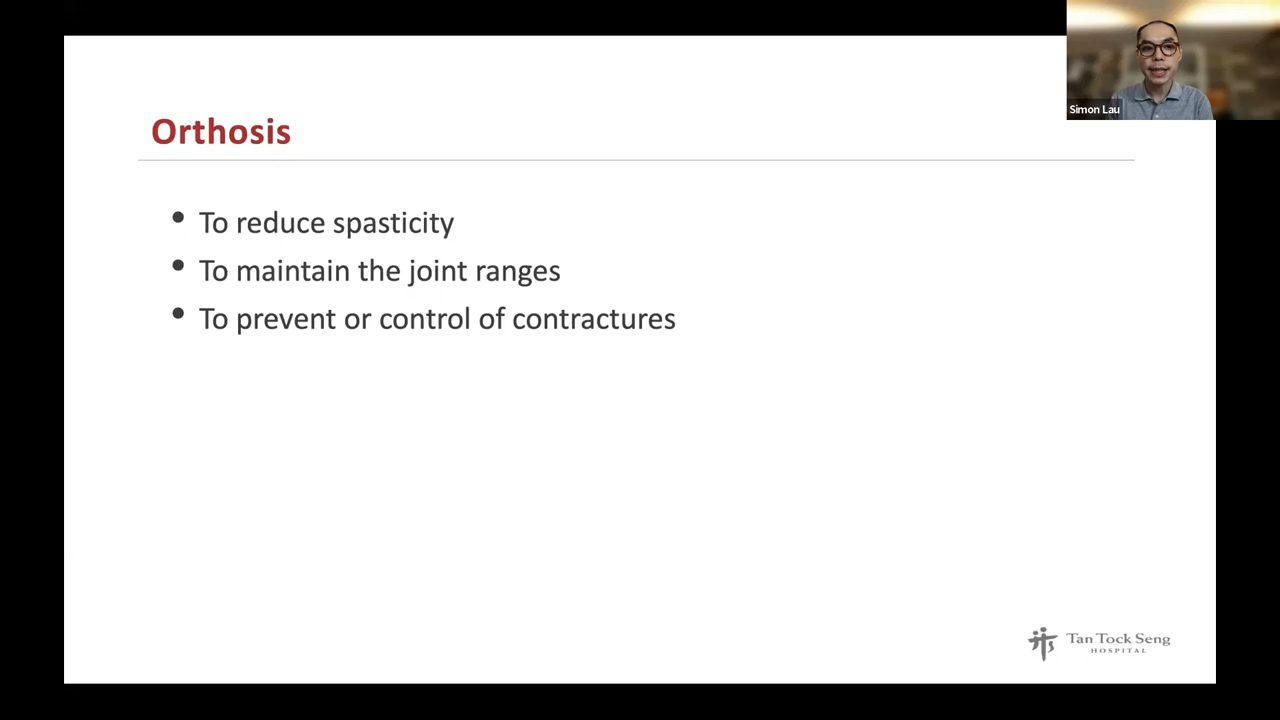 Simon Lau
Orthosis
• To reduce spasticity
• To maintain the joint ranges
• To prevent or control of contractures
Tan Tock Seng
HOSPITAL